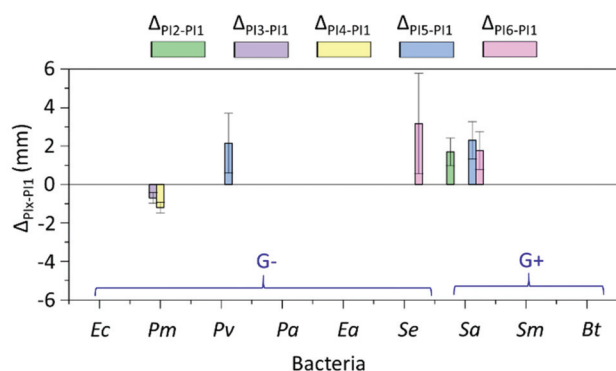 ΔPI2-PI1 ΔPI3-PI1 ΔPI4-PI1 ΔPI5-PI1 ΔPI6-PI1
6
4
2
0
-2
-4
-6
ΔPIx-PI1 (mm)
G- G+
Ec Pm Pv Pa Ea Se Sa Sm Bt
Bacteria